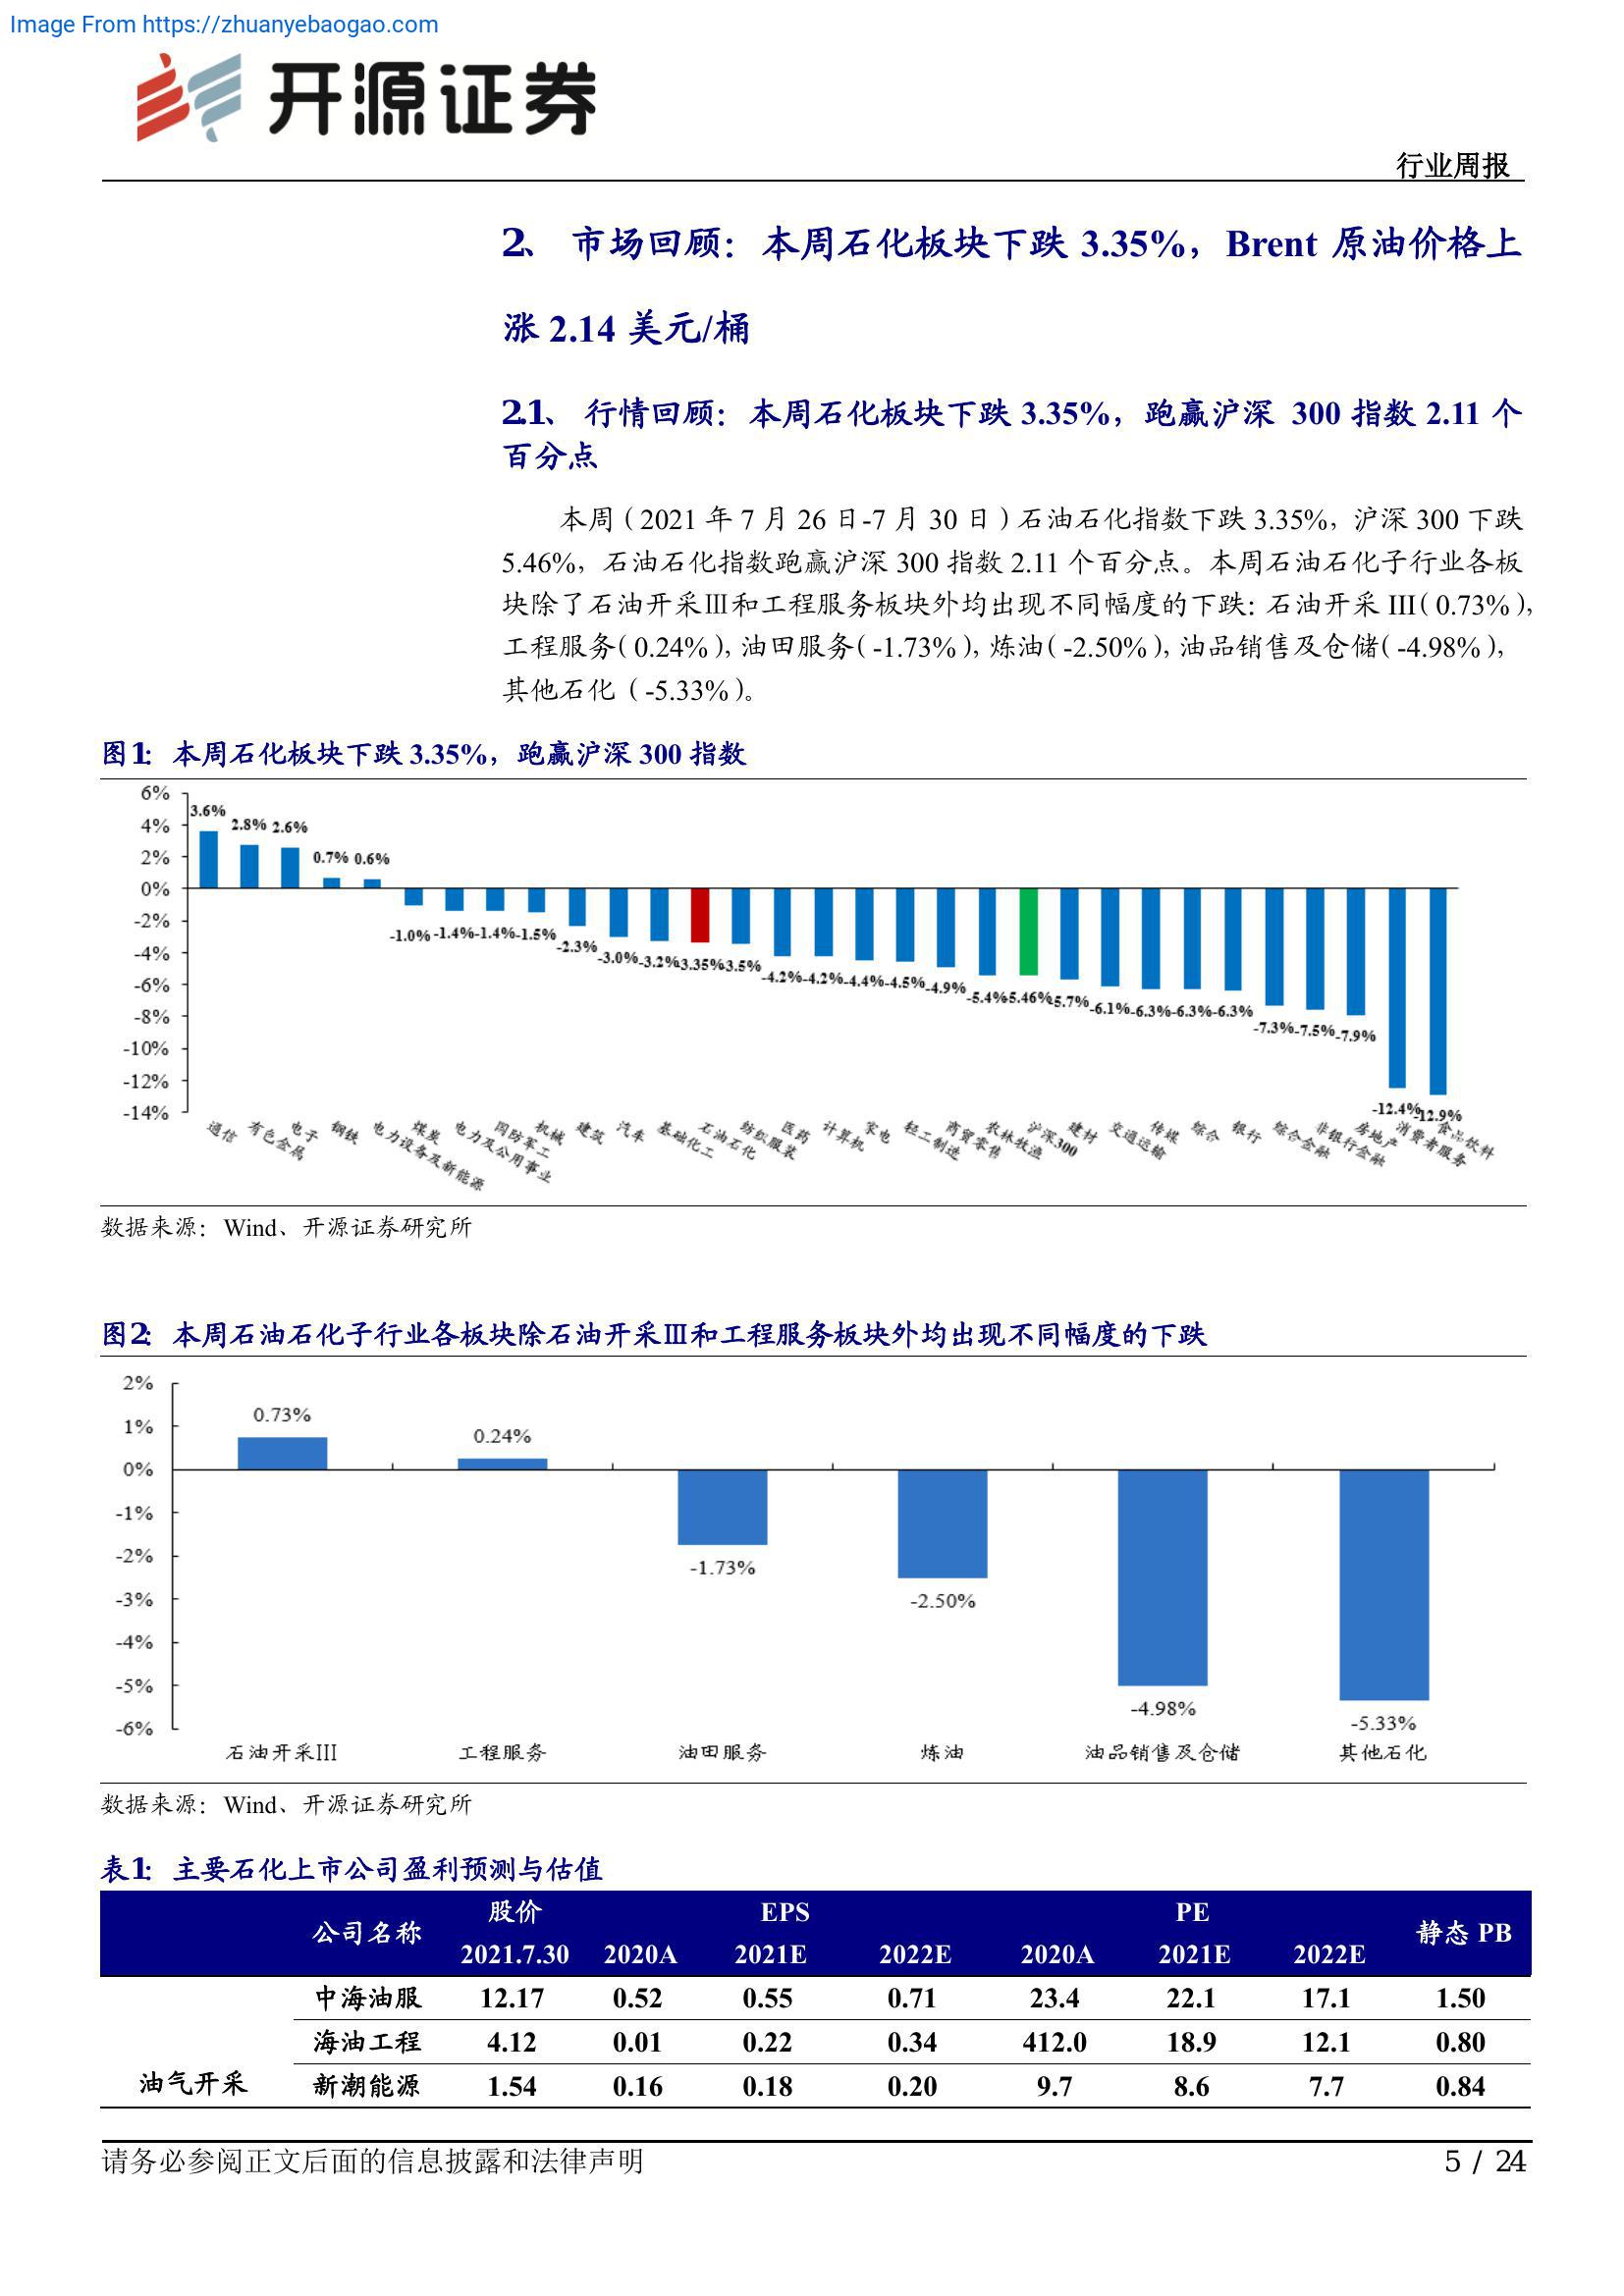 Image From https://zhuanyebaogao.com
开源证券
行业周报
2、 市场回顾：本周石化板块下跌 3.35%，Brent 原油价格上
涨 2.14 美元/桶
2.1、 行情回顾：本周石化板块下跌 3.35%，跑赢沪深 300 指数 2.11 个
百分点
本周（2021 年 7 月 26 日-7 月 30 日）石油石化指数下跌 3.35%，沪深 300 下跌
5.46%，石油石化指数跑赢沪深 300 指数 2.11 个百分点。本周石油石化子行业各板
块除了石油开采Ⅲ和工程服务板块外均出现不同幅度的下跌：石油开采 III（0.73%），
工程服务（0.24%），油田服务（-1.73%），炼油（-2.50%），油品销售及仓储（-4.98%），
其他石化（-5.33%）。
图1： 本周石化板块下跌 3.35%，跑赢沪深 300 指数
6%
4%
2%
0%
-2%
-4%
-6%
-8%
-10%
-12%
-14%
3.6% 2.8% 2.6% 0.7% 0.6% -1.0% -1.4% -1.4% -1.5% -2.3% -3.0% -3.2% -3.35% -3.5% -4.2% -4.2% -4.4% -4.5% -4.9% -5.4% -5.46% -5.7% -6.1% -6.3% -6.3% -6.3% -7.3% -7.5% -7.9% -12.4% -12.9%
通信 有色金属 电子 钢铁 电力设备及新能源 煤炭 电力及公用事业 国防军工 机械 建筑 汽车 基础化工 石油石化 纺织服装 医药 计算机 家电 轻工制造 商贸零售 农林牧渔 沪深300 建材 交通运输 传媒 综合 银行 综合金融 非银行金融 房地产 消费者服务 食品饮料
数据来源：Wind、开源证券研究所
图2： 本周石油石化子行业各板块除石油开采Ⅲ和工程服务板块外均出现不同幅度的下跌
2%
1%
0%
-1%
-2%
-3%
-4%
-5%
-6%
0.73% 0.24% -1.73% -2.50% -4.98% -5.33%
石油开采III 工程服务 油田服务 炼油 油品销售及仓储 其他石化
数据来源：Wind、开源证券研究所
表1： 主要石化上市公司盈利预测与估值
公司名称 股价 EPS PE 静态 PB
2021.7.30 2020A 2021E 2022E 2020A 2021E 2022E
中海油服 12.17 0.52 0.55 0.71 23.4 22.1 17.1 1.50
海油工程 4.12 0.01 0.22 0.34 412.0 18.9 12.1 0.80
油气开采 新潮能源 1.54 0.16 0.18 0.20 9.7 8.6 7.7 0.84
请务必参阅正文后面的信息披露和法律声明
5 / 24